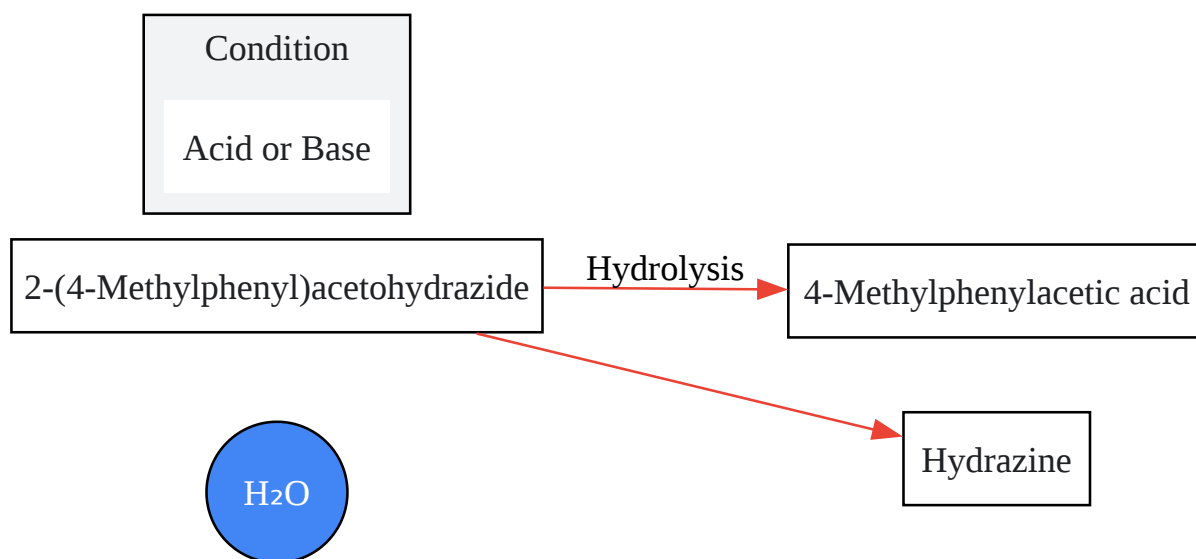 Condition
Acid or Base
2-(4-Methylphenyl)acetohydrazide
Hydrolysis
4-Methylphenylacetic acid
Hydrazine
H₂O